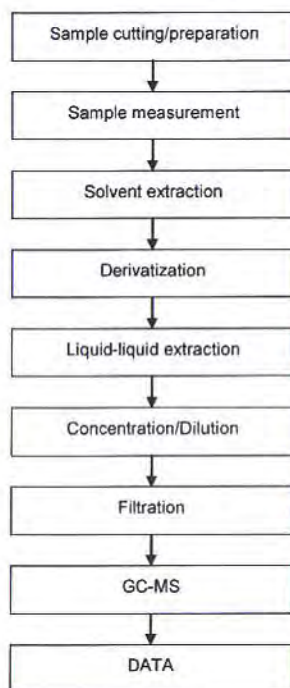 Sample cutting/preparation
Sample measurement
Solvent extraction
Derivatization
Liquid-liquid extraction
Concentration/Dilution
Filtration
GC-MS
DATA